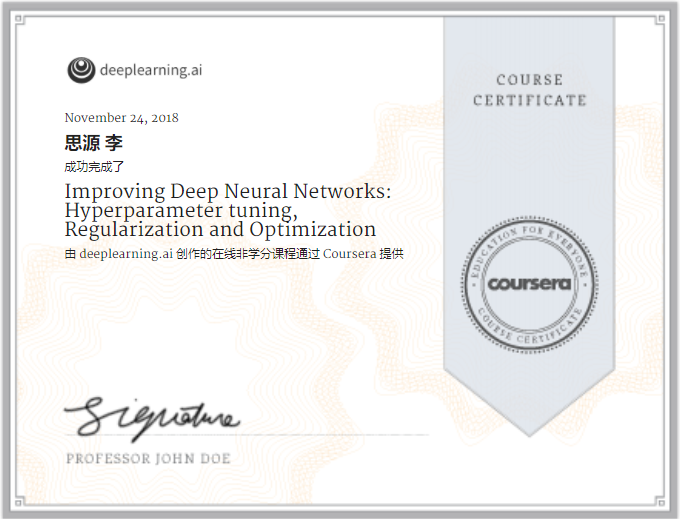 deeplearning.ai
November 24, 2018
思源 李
成功完成了
Improving Deep Neural Networks:
Hyperparameter tuning,
Regularization and Optimization
由 deeplearning.ai 创作的在线非学分课程通过 Coursera 提供
COURSE
CERTIFICATE
EDUCATION FOR EVERYONE
coursera
COURSE CERTIFICATE
Signature
PROFESSOR JOHN DOE